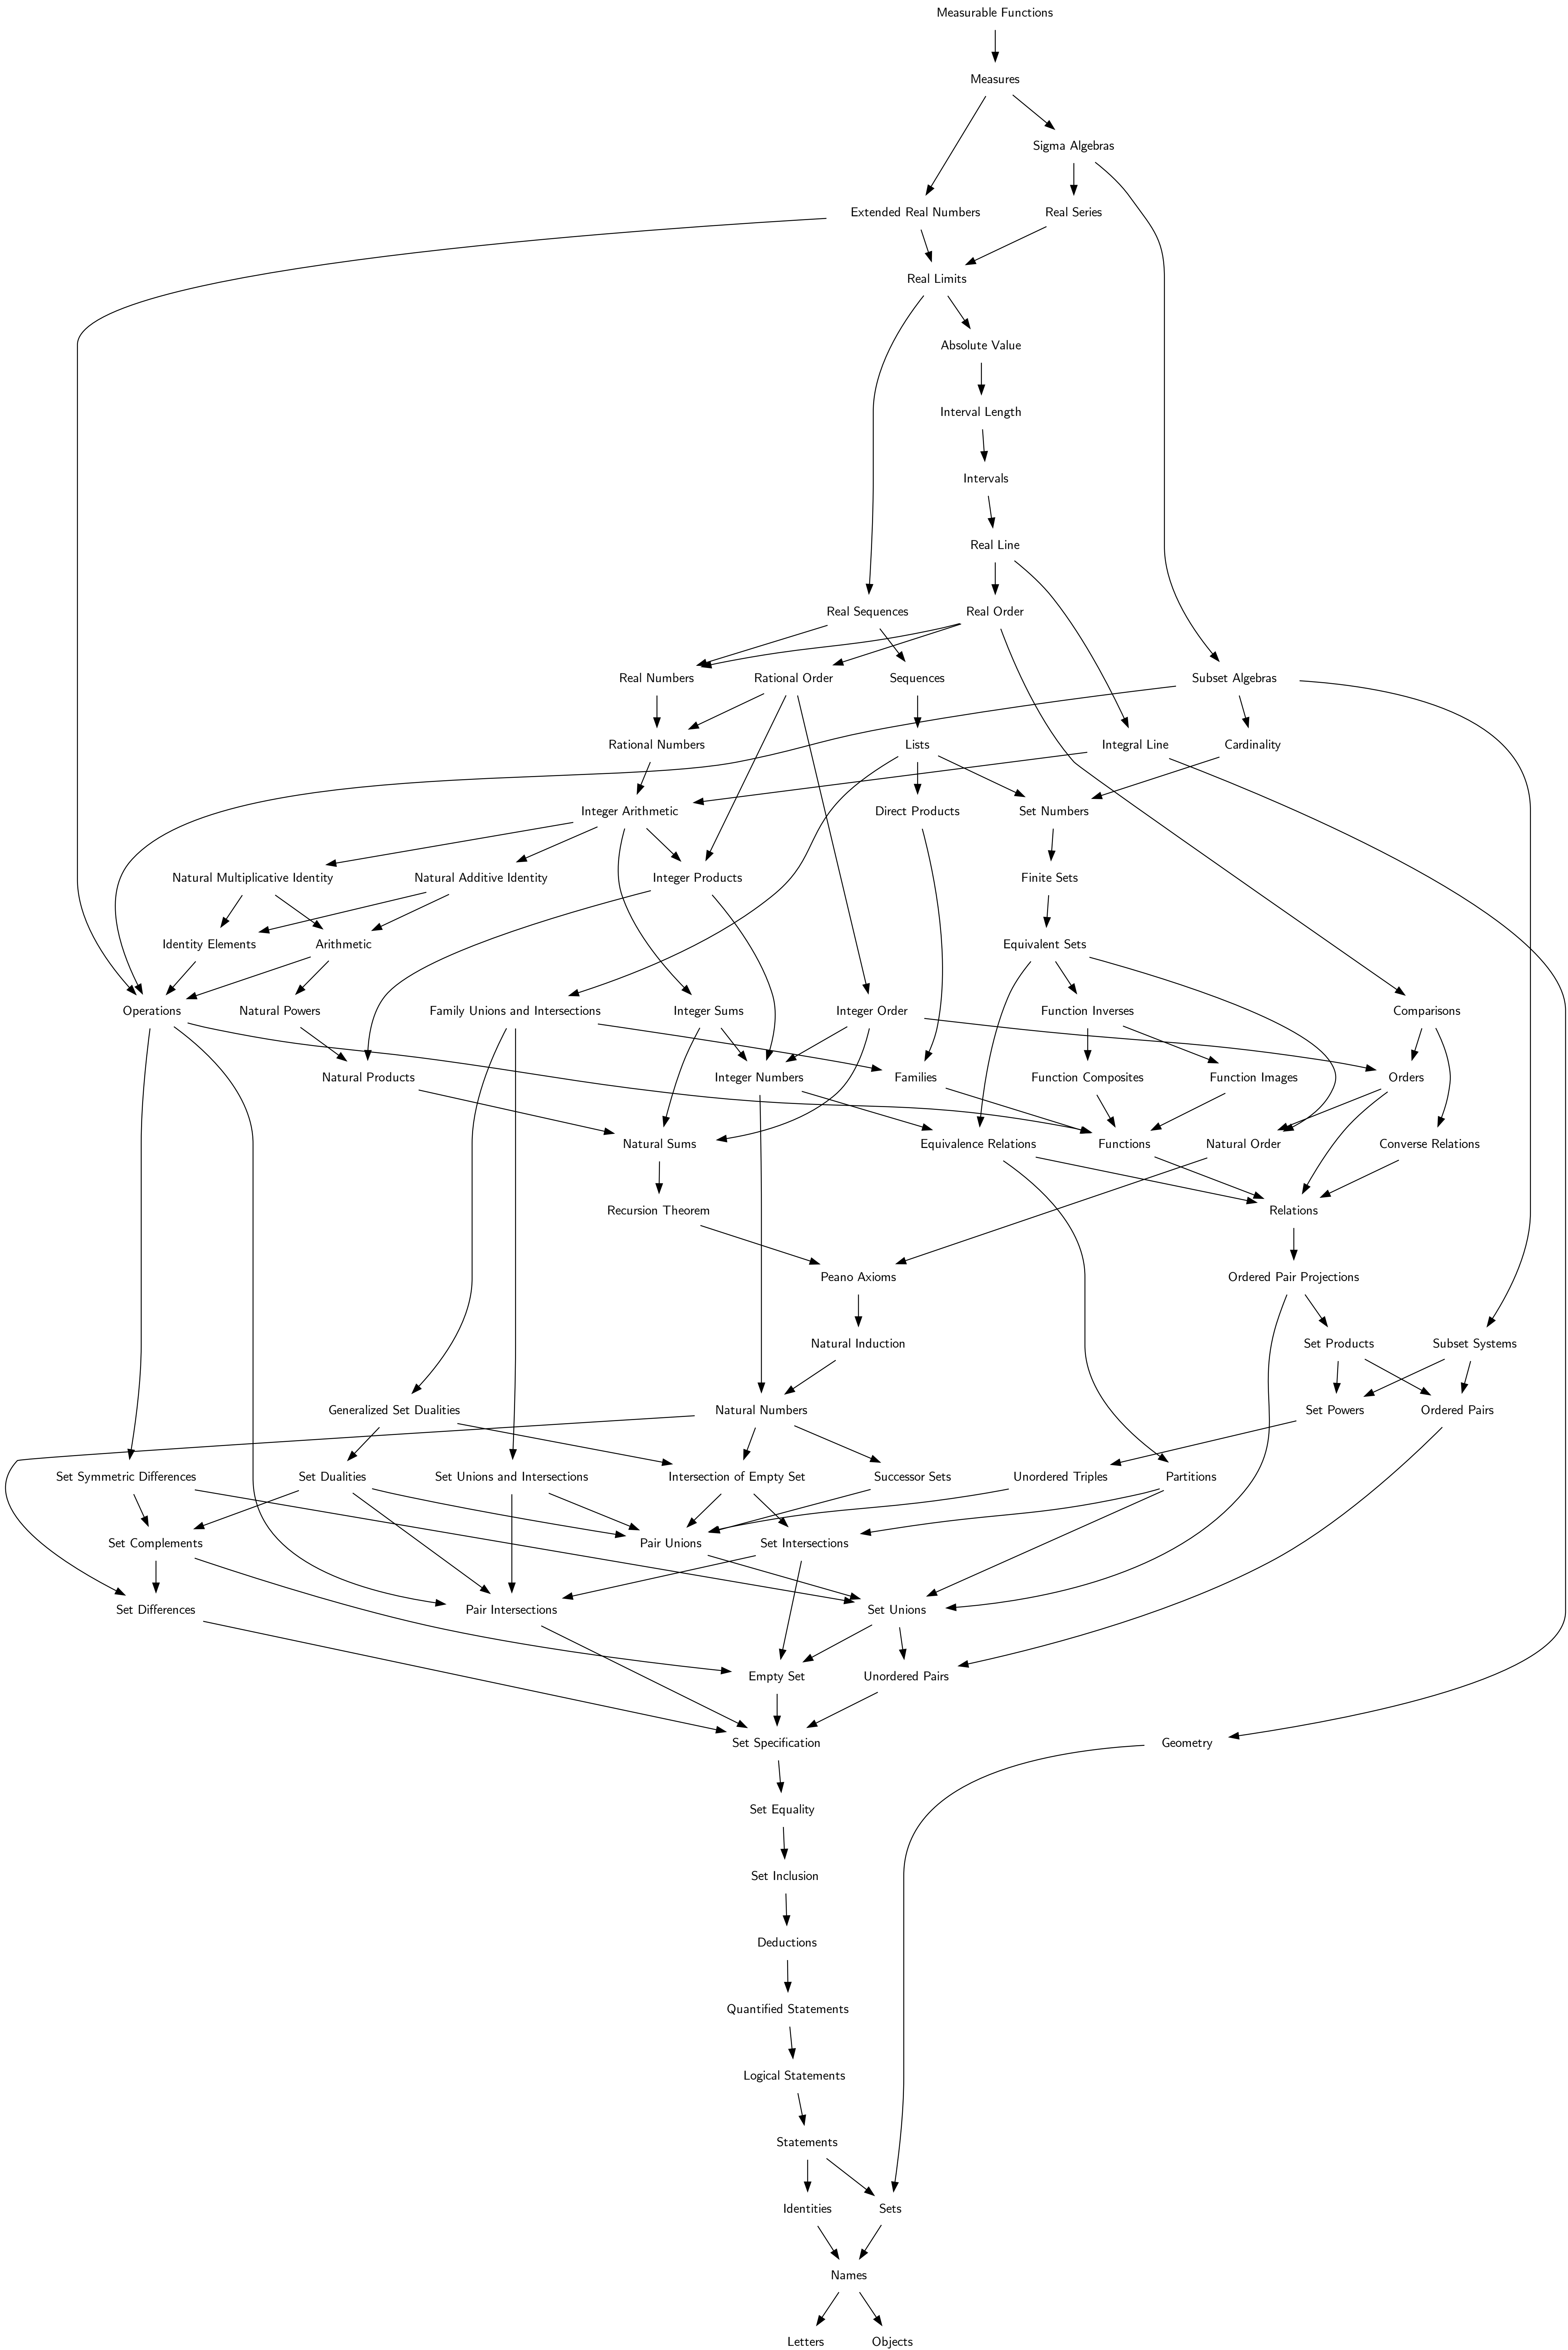 Measurable Functions
Measures
Sigma Algebras
Extended Real Numbers
Real Series
Real Limits
Absolute Value
Interval Length
Intervals
Real Line
Real Sequences
Real Order
Real Numbers
Rational Order
Sequences
Subset Algebras
Rational Numbers
Lists
Integral Line
Cardinality
Integer Arithmetic
Direct Products
Set Numbers
Natural Multiplicative Identity
Natural Additive Identity
Integer Products
Finite Sets
Identity Elements
Arithmetic
Equivalent Sets
Operations
Natural Powers
Family Unions and Intersections
Integer Sums
Integer Order
Function Inverses
Comparisons
Natural Products
Integer Numbers
Families
Function Composites
Function Images
Orders
Natural Sums
Equivalence Relations
Functions
Natural Order
Converse Relations
Recursion Theorem
Relations
Peano Axioms
Ordered Pair Projections
Natural Induction
Set Products
Subset Systems
Generalized Set Dualities
Natural Numbers
Set Powers
Ordered Pairs
Set Symmetric Differences
Set Dualities
Set Unions and Intersections
Intersection of Empty Set
Successor Sets
Unordered Triples
Partitions
Set Complements
Pair Unions
Set Intersections
Set Differences
Pair Intersections
Set Unions
Empty Set
Unordered Pairs
Set Specification
Geometry
Set Equality
Set Inclusion
Deductions
Quantified Statements
Logical Statements
Statements
Identities
Sets
Names
Letters
Objects